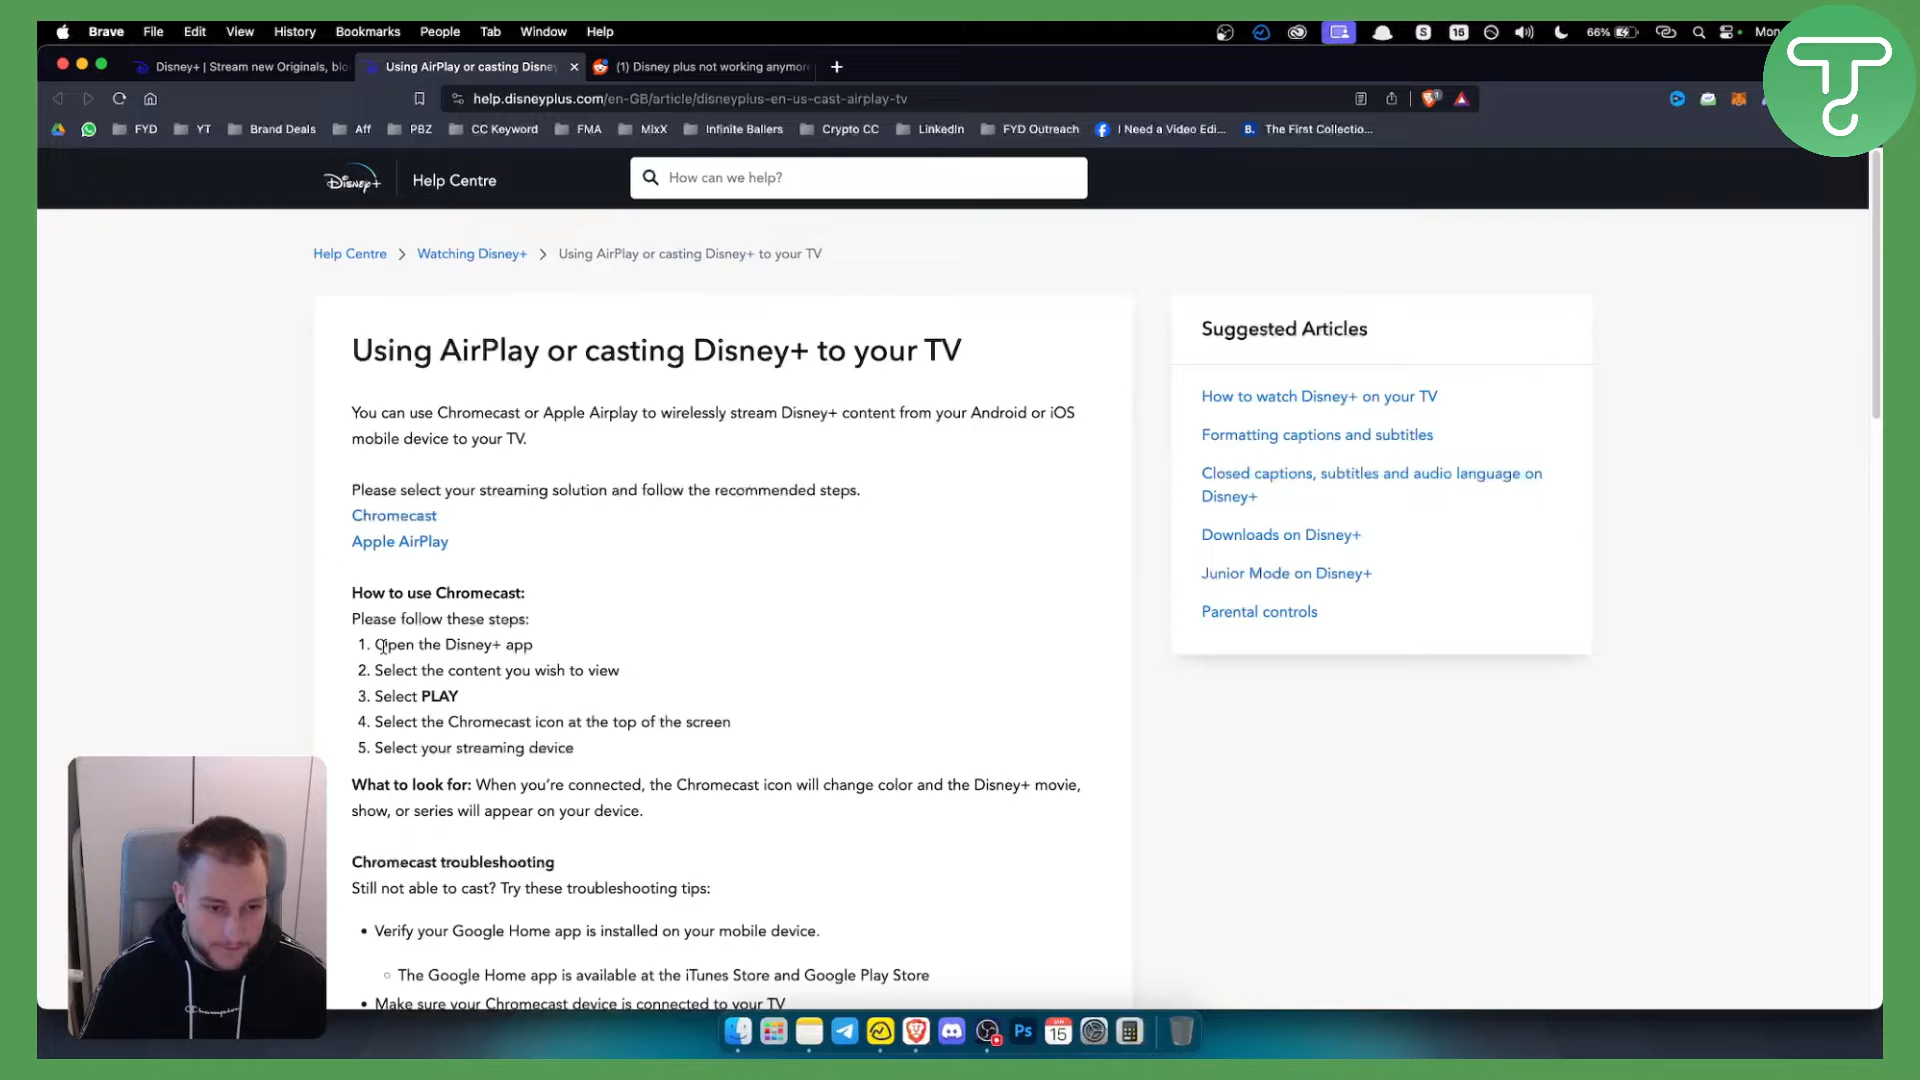 Brave File Edit View History Bookmarks People Tab Window Help
S 15 66% Mon
Disney+ | Stream new Originals, blo
Using AirPlay or casting Disney
(1) Disney plus not working anymor
help.disneyplus.com/en-GB/article/disneyplus-en-us-cast-airplay-tv
FYD YT Brand Deals Aff PBZ CC Keyword FMA MixX Infinite Ballers Crypto CC LinkedIn FYD Outreach I Need a Video Edi... B. The First Collectio...
Disney+ Help Centre
How can we help?
Help Centre > Watching Disney+ > Using AirPlay or casting Disney+ to your TV
Using AirPlay or casting Disney+ to your TV
You can use Chromecast or Apple Airplay to wirelessly stream Disney+ content from your Android or iOS
mobile device to your TV.
Please select your streaming solution and follow the recommended steps.
Chromecast
Apple AirPlay
How to use Chromecast:
Please follow these steps:
1. Open the Disney+ app
2. Select the content you wish to view
3. Select PLAY
4. Select the Chromecast icon at the top of the screen
5. Select your streaming device
What to look for: When you're connected, the Chromecast icon will change color and the Disney+ movie,
show, or series will appear on your device.
Chromecast troubleshooting
Still not able to cast? Try these troubleshooting tips:
• Verify your Google Home app is installed on your mobile device.
○ The Google Home app is available at the iTunes Store and Google Play Store
• Make sure your Chromecast device is connected to your TV
Suggested Articles
How to watch Disney+ on your TV
Formatting captions and subtitles
Closed captions, subtitles and audio language on
Disney+
Downloads on Disney+
Junior Mode on Disney+
Parental controls
Champion
Ps
JAN
15